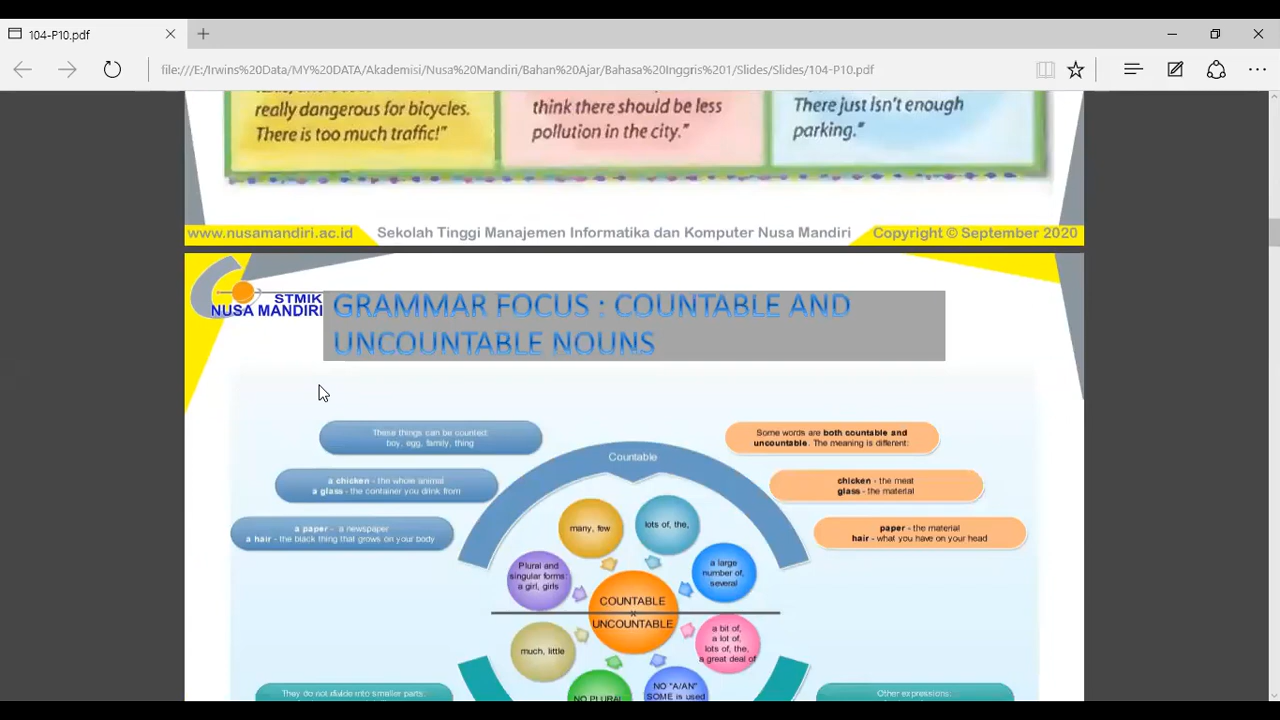 104-P10.pdf
file:///E:/Irwins%20Data/MY%20DATA/Akademisi/Nusa%20Mandiri/Bahan%20Ajar/Bahasa%20Inggris%201/Slides/Slides/104-P10.pdf
really dangerous for bicycles.
There is too much traffic!"
think there should be less
pollution in the city."
There just isn't enough
parking."
www.nusamandiri.ac.id
Sekolah Tinggi Manajemen Informatika dan Komputer Nusa Mandiri
Copyright © September 2020
STMIK
NUSA MANDIRI
GRAMMAR FOCUS : COUNTABLE AND
UNCOUNTABLE NOUNS
These things can be counted:
boy, egg, family, thing
a chicken - the whole animal
a glass - the container you drink from
a paper - a newspaper
a hair - the black thing that grows on your body
Countable
Some words are both countable and
uncountable. The meaning is different:
chicken - the meat
glass - the material
paper - the material
hair - what you have on your head
many, few
lots of, the,
Plural and
singular forms:
a girl, girls
a large
number of,
several
COUNTABLE
UNCOUNTABLE
much, little
a bit of,
a lot of,
lots of, the,
a great deal of
NO PLURAL
NO "A/AN"
SOME is used
They do not divide into smaller parts:
Other expressions: